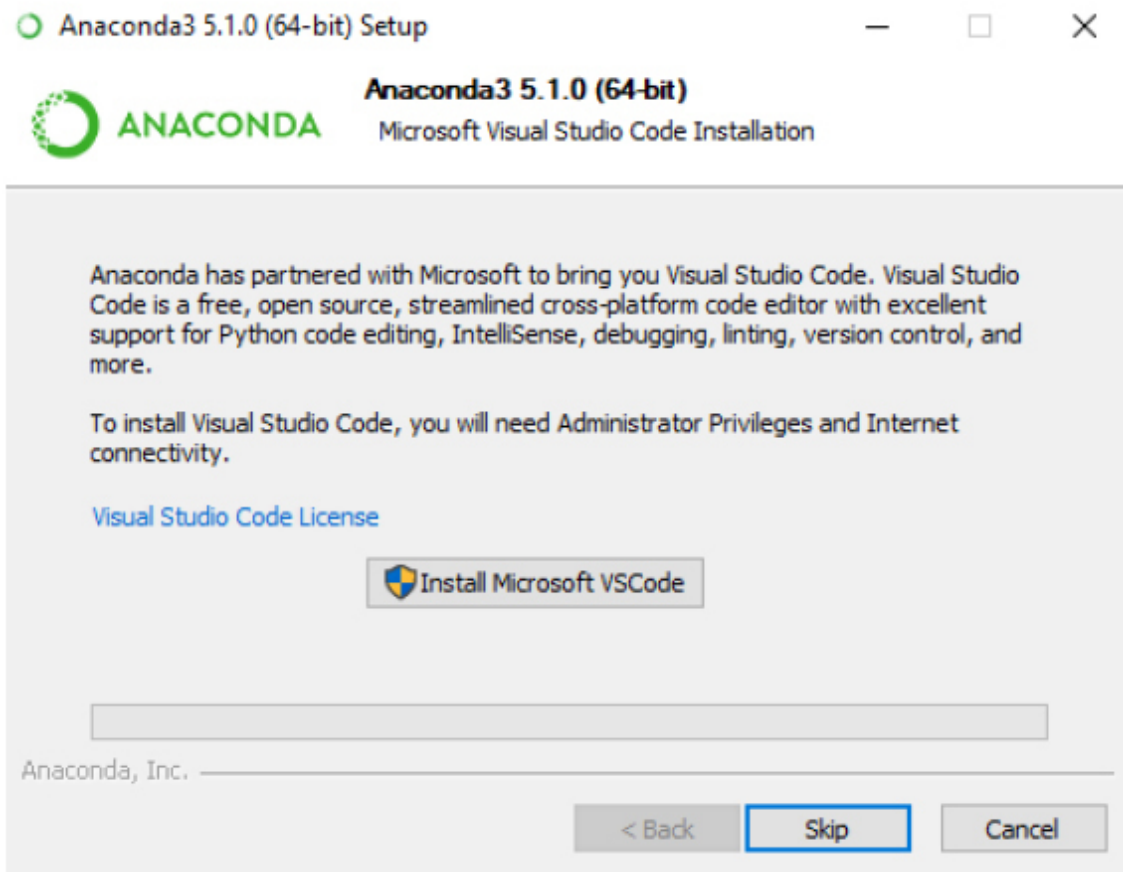 Anaconda3 5.1.0 (64-bit) Setup
ANACONDA
Anaconda3 5.1.0 (64-bit)
Microsoft Visual Studio Code Installation
Anaconda has partnered with Microsoft to bring you Visual Studio Code. Visual Studio
Code is a free, open source, streamlined cross-platform code editor with excellent
support for Python code editing, IntelliSense, debugging, linting, version control, and
more.
To install Visual Studio Code, you will need Administrator Privileges and Internet
connectivity.
Visual Studio Code License
Install Microsoft VSCode
Anaconda, Inc.
< Back
Skip
Cancel